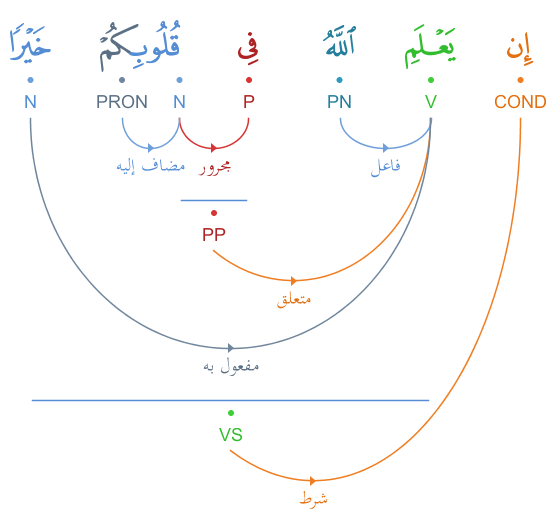 إِن يَعْلَمِ ٱللَّهُ فِى قُلُوبِكُمْ خَيْرًا
COND V PN P N PRON N
فاعل مجرور مضاف إليه
PP
متعلق
مفعول به
VS
شرط